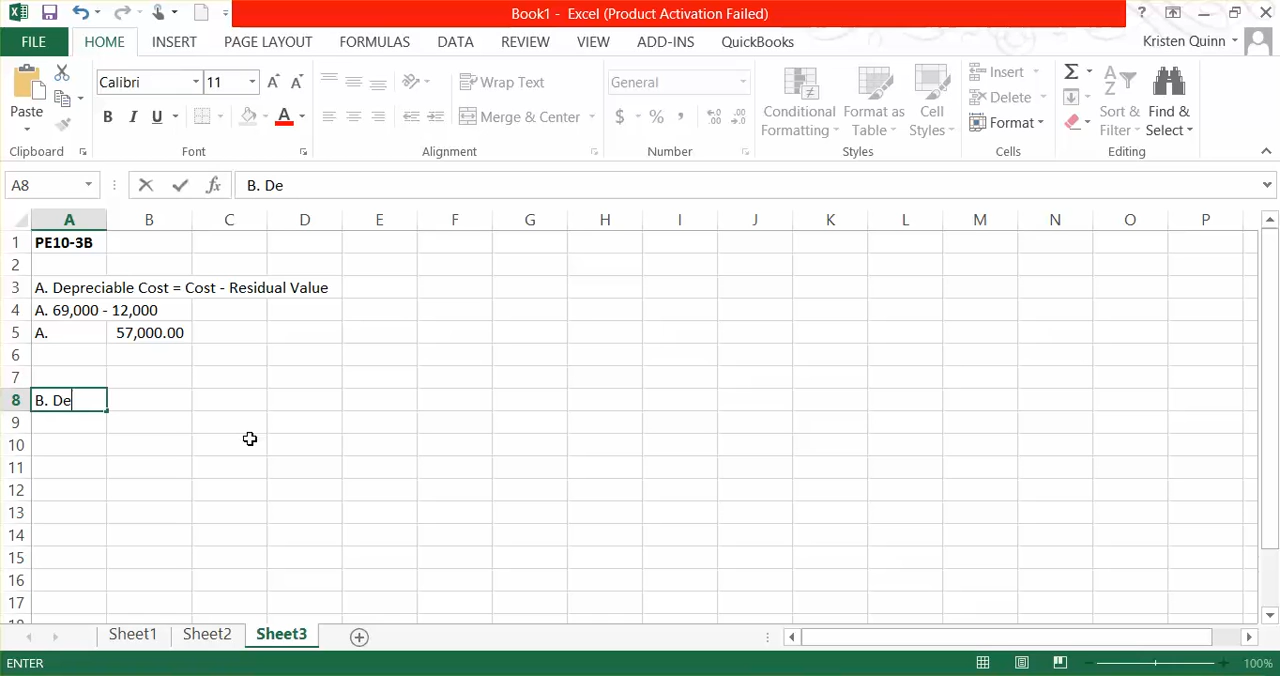 Book1 - Excel (Product Activation Failed)
FILE HOME INSERT PAGE LAYOUT FORMULAS DATA REVIEW VIEW ADD-INS QuickBooks Kristen Quinn
Calibri 11 Wrap Text General Insert
Paste B I U A Merge & Center $ % , Conditional Formatting Format as Table Cell Styles Delete Format Sort & Filter Find & Select
Clipboard Font Alignment Number Styles Cells Editing
A8 fx B. De
A B C D E F G H I J K L M N O P
1 PE10-3B
2
3 A. Depreciable Cost = Cost - Residual Value
4 A. 69,000 - 12,000
5 A. 57,000.00
6
7
8 B. De
9
10
11
12
13
14
15
16
17
18
Sheet1 Sheet2 Sheet3
ENTER 100%